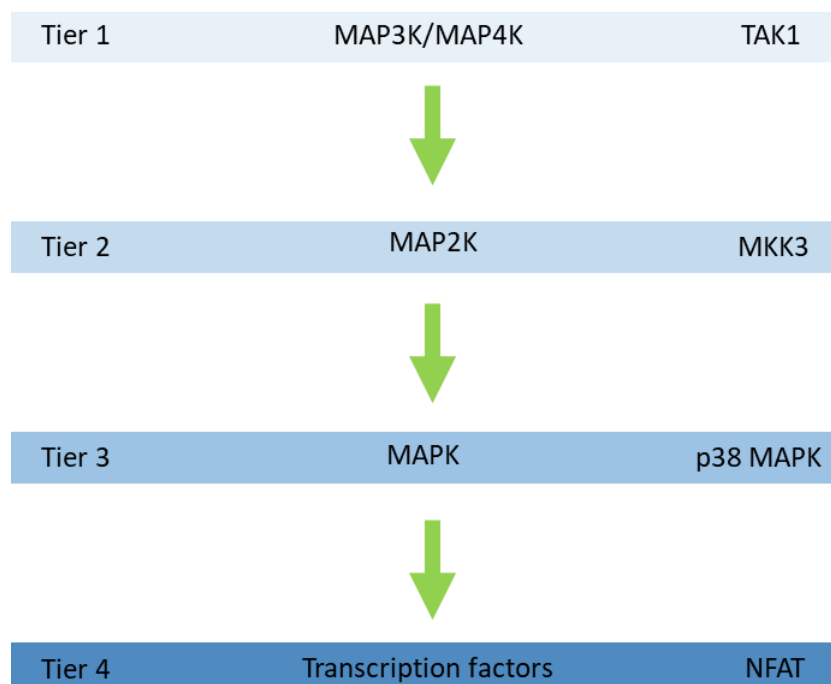 Tier 1 MAP3K/MAP4K TAK1
Tier 2 MAP2K MKK3
Tier 3 MAPK p38 MAPK
Tier 4 Transcription factors NFAT